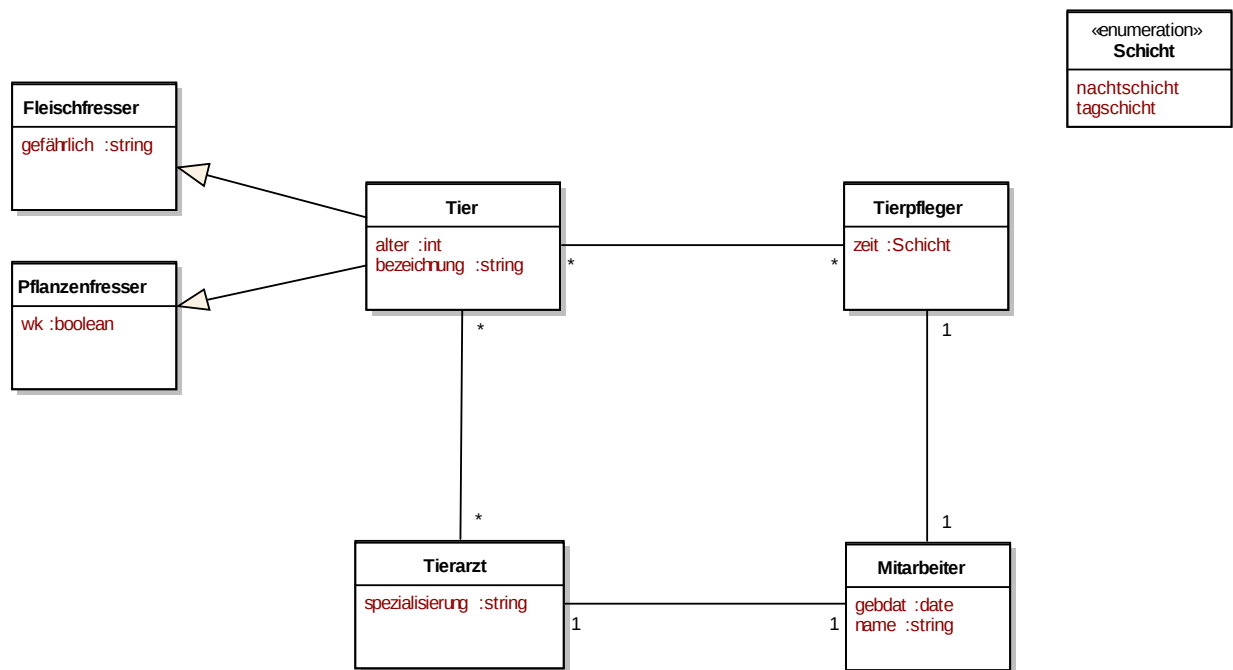 «enumeration»
Schicht
nachtschicht
tagschicht
Fleischfresser
gefährlich :string
Pflanzenfresser
wk :boolean
Tier
alter :int
bezeichnung :string
*
*
Tierpfleger
zeit :Schicht
*
1
*
1
Tierarzt
spezialisierung :string
1
1
Mitarbeiter
gebdat :date
name :string